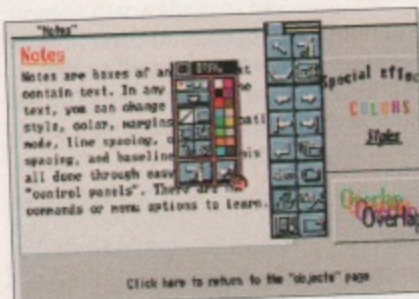 "Notes"
Notes
Notes are boxes of
contain text. In any
text, you can change
style, color, margins
mode, line spacing,
spacing, and baseline
all done through easy
"control panels". There are no
commands or menu options to learn.
Special effe
COLORS
Styles
Overlap
Overlap
Click here to return to the "objects" page